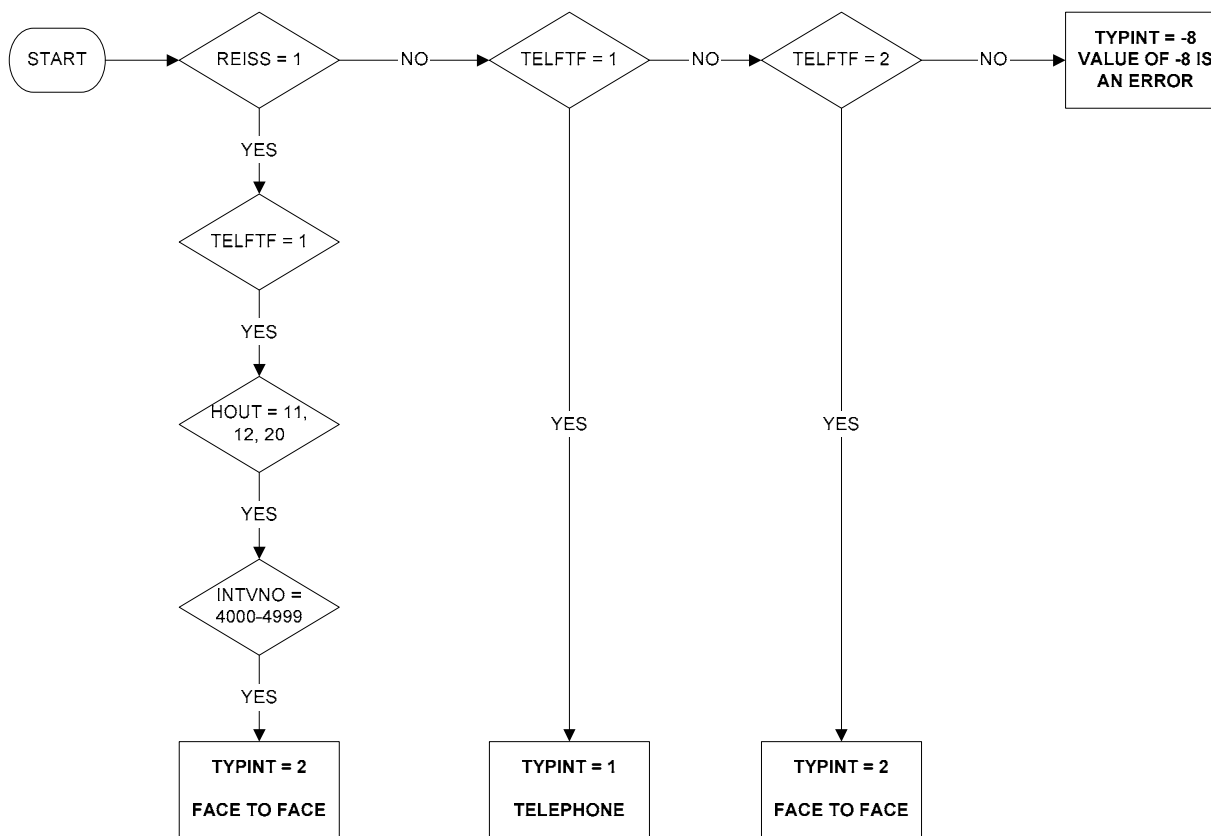 START
REISS = 1
NO
TELFTF = 1
NO
TELFTF = 2
NO
TYPINT = -8
VALUE OF -8 IS
AN ERROR
YES
TELFTF = 1
YES
HOUT = 11,
12, 20
YES
YES
YES
INTVNO =
4000-4999
YES
TYPINT = 2
FACE TO FACE
TYPINT = 1
TELEPHONE
TYPINT = 2
FACE TO FACE